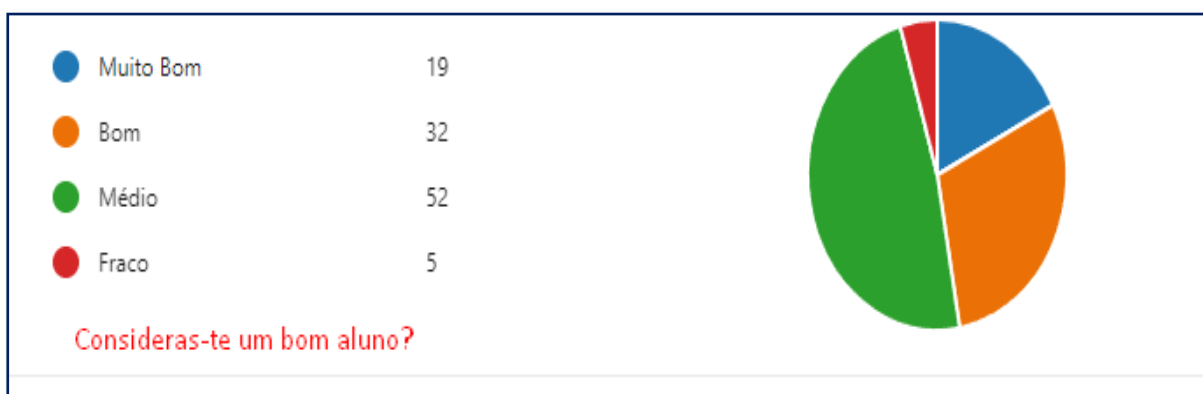 Muito Bom 19
Bom 32
Médio 52
Fraco 5
Consideras-te um bom aluno?